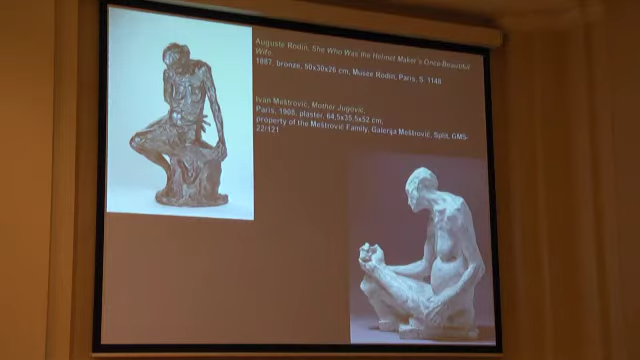 Auguste Rodin, She Who Was the Helmet Maker's Once-Beautiful
Wife,
1887, bronze, 50x30x26 cm, Musée Rodin, Paris, S. 1148
Ivan Meštrović, Mother Jugović,
Paris, 1908, plaster, 64,5x35,5x52 cm,
property of the Meštrović Family, Galerija Meštrović, Split, GMS-
22/121